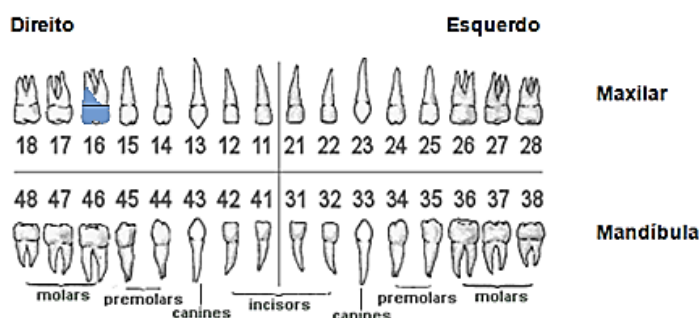 Direito Esquerdo
Maxilar
18 17 16 15 14 13 12 11 21 22 23 24 25 26 27 28
48 47 46 45 44 43 42 41 31 32 33 34 35 36 37 38
Mandíbula
molars premolars canines incisors canines premolars molars